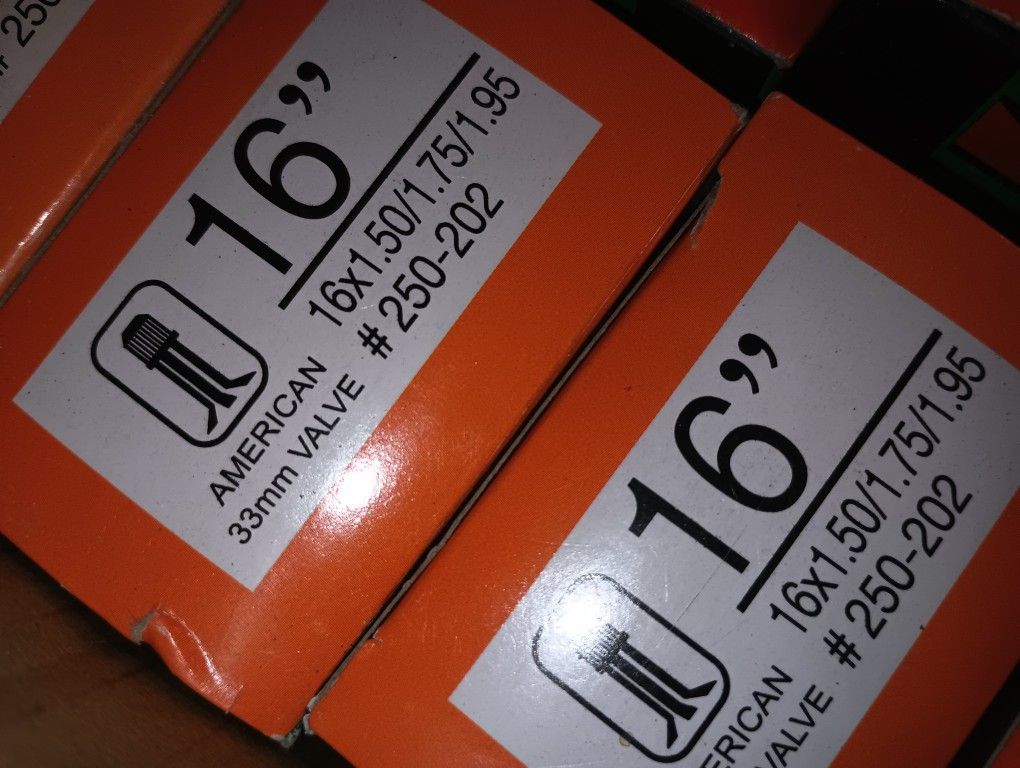 16”
16x1.50/1.75/1.95
# 250-202
AMERICAN
33mm VALVE
16”
16x1.50/1.75/1.95
# 250-202
VALVE